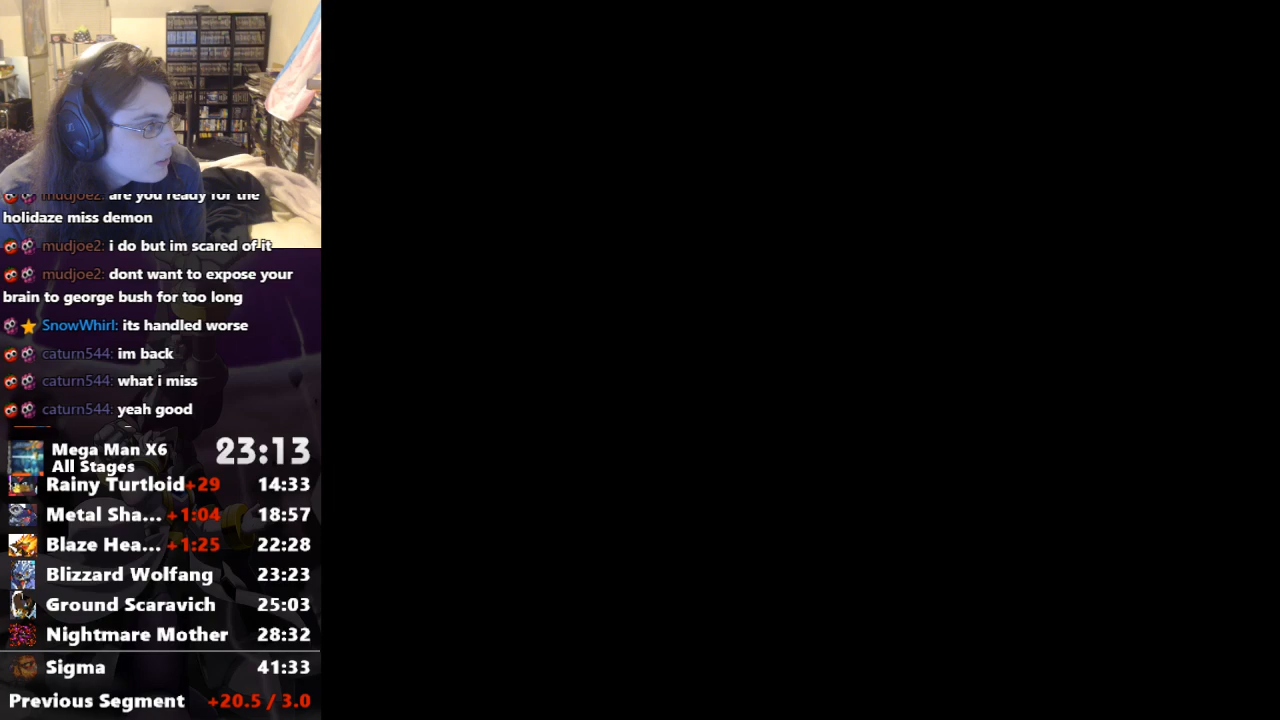 mudjoe2: are you ready for the
holidaze miss demon
mudjoe2: i do but im scared of it
mudjoe2: dont want to expose your
brain to george bush for too long
SnowWhirl: its handled worse
caturn544: im back
caturn544: what i miss
caturn544: yeah good
Mega Man X6 23:13
All Stages
Rainy Turtloid +29 14:33
Metal Sha... +1:04 18:57
Blaze Hea... +1:25 22:28
Blizzard Wolfang 23:23
Ground Scaravich 25:03
Nightmare Mother 28:32
Sigma 41:33
Previous Segment +20.5 / 3.0